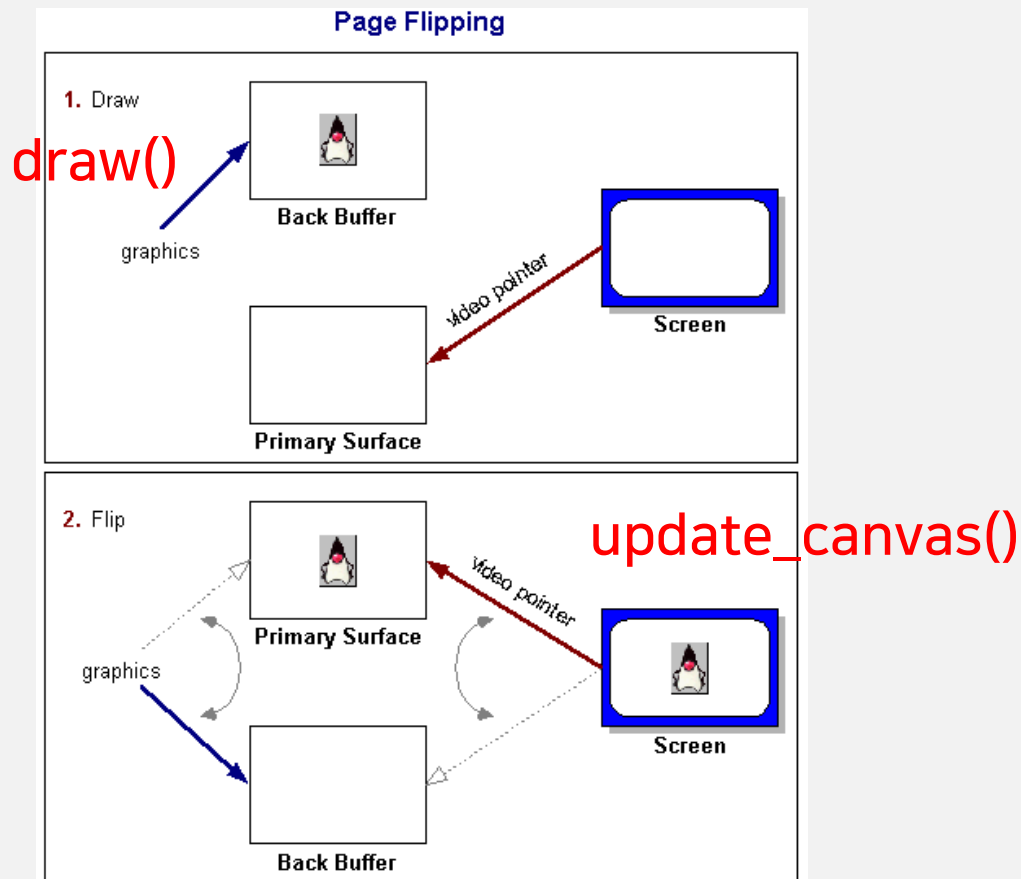 Page Flipping
1. Draw
draw()
graphics
Back Buffer
video pointer
Screen
Primary Surface
2. Flip
update_canvas()
video pointer
Primary Surface
graphics
Screen
Back Buffer